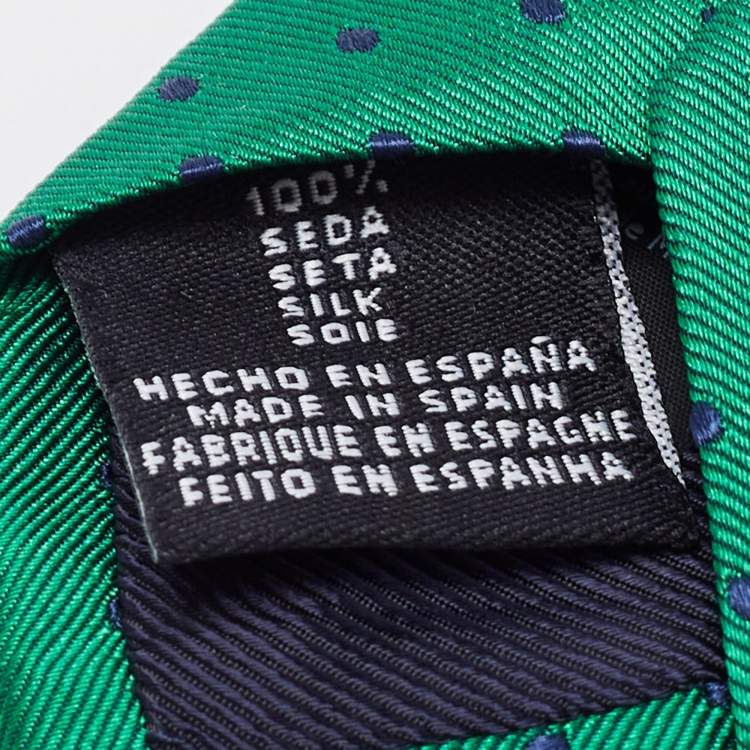 100%
SEDA
SETA
SILK
SOIE
HECHO EN ESPAÑA
MADE IN SPAIN
FABRIQUE EN ESPAGNE
FEITO EN ESPANHA